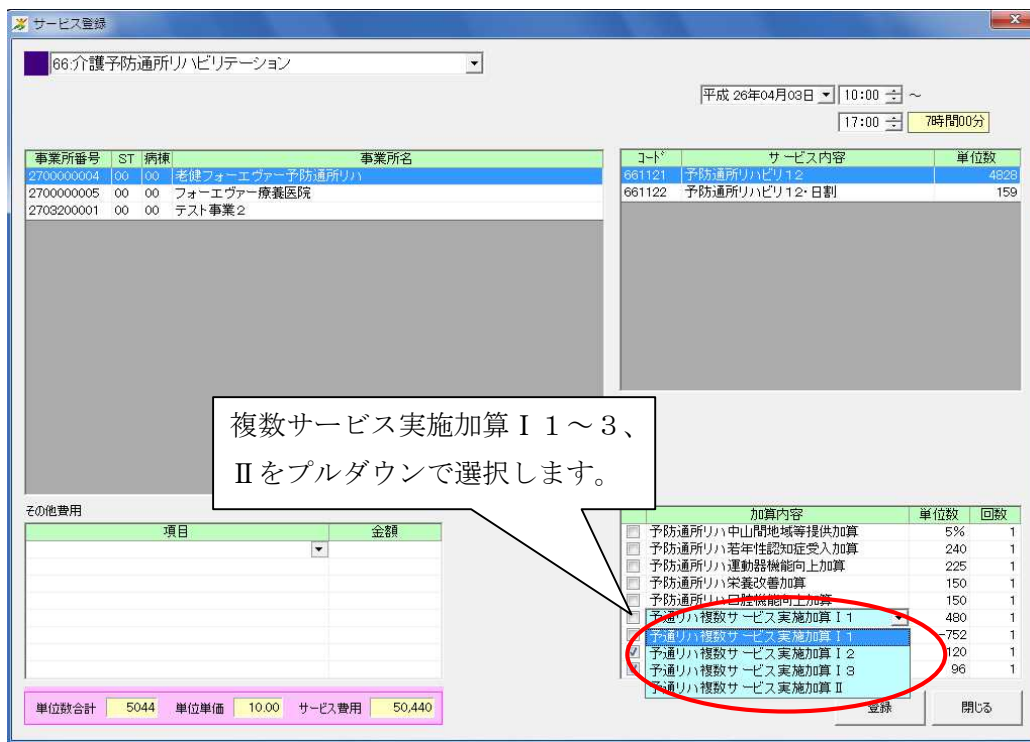 サービス登録
66:介護予防通所リハビリテーション
平成 26年04月03日 10:00 ～
17:00 7時間00分
事業所番号 ST 病棟 事業所名
2700000004 00 00 老健フォーエヴァー予防通所リハ
2700000005 00 00 フォーエヴァー療養医院
2703200001 00 00 テスト事業2
コード サービス内容 単位数
661121 予防通所リハビリ12 4828
661122 予防通所リハビリ12・日割 159
複数サービス実施加算Ⅰ１～３、
Ⅱをプルダウンで選択します。
その他費用
項目 金額
加算内容 単位数 回数
予防通所リハ中山間地域等提供加算 5% 1
予防通所リハ若年性認知症受入加算 240 1
予防通所リハ運動器機能向上加算 225 1
予防通所リハ栄養改善加算 150 1
予防通所リハ口腔機能向上加算 150 1
予通リハ複数サービス実施加算Ⅰ1 480 1
予通リハ複数サービス実施加算Ⅰ1 -752 1
予通リハ複数サービス実施加算Ⅰ2 120 1
予通リハ複数サービス実施加算Ⅰ3 96 1
予通リハ複数サービス実施加算Ⅱ
単位数合計 5044 単位単価 10.00 サービス費用 50,440
登録 閉じる